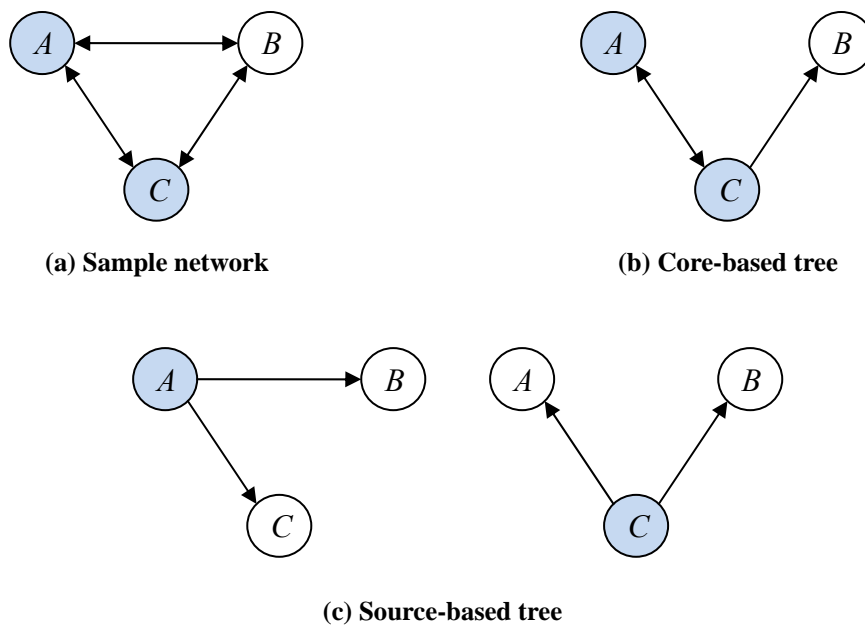 A B A B
C C
(a) Sample network (b) Core-based tree
A B A B
C C
(c) Source-based tree